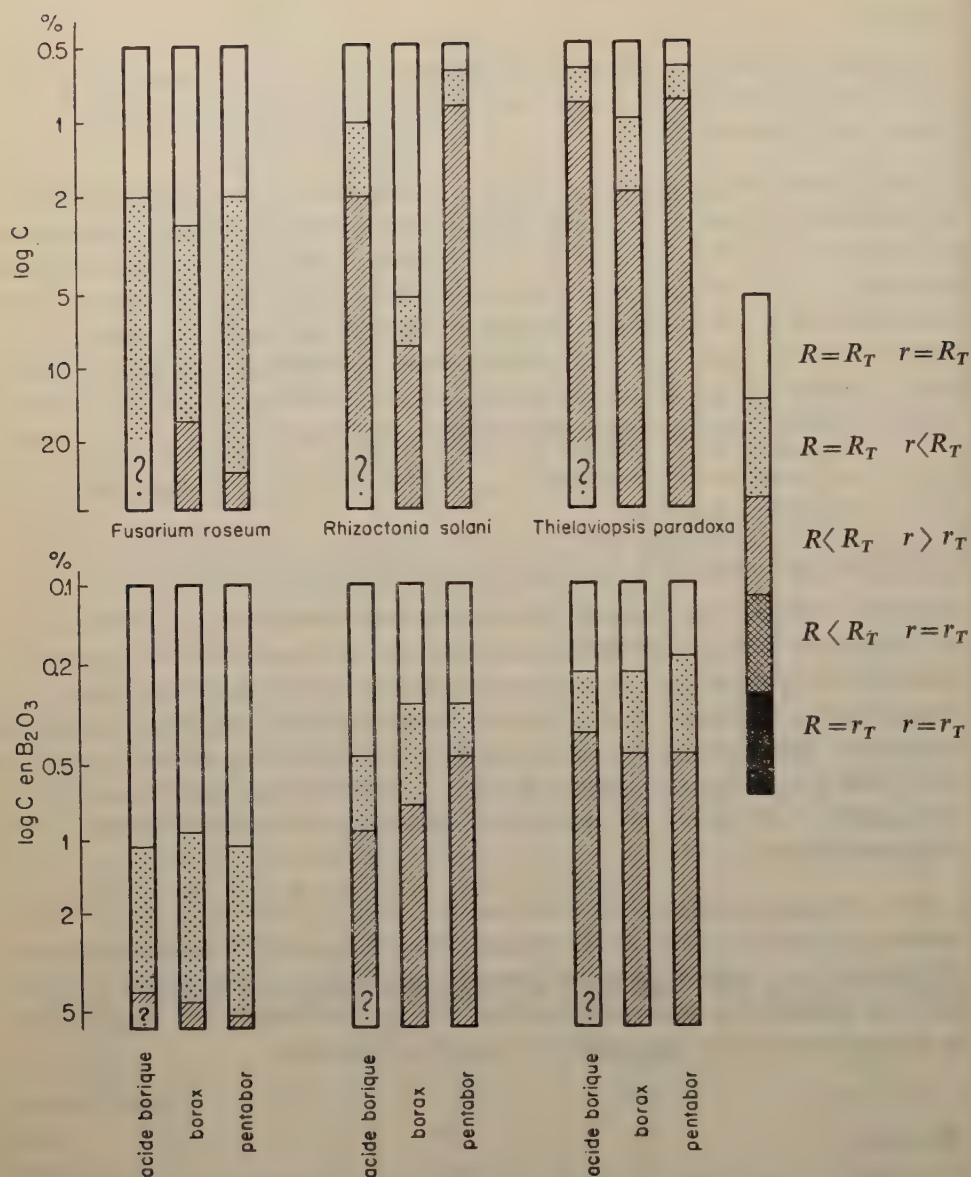 %
0.5
1
2
5
10
20
log C
? ? ?
Fusarium roseum Rhizoctonia solani Thielaviopsis paradoxa
R=R_T r=R_T
R=R_T r<R_T
R<R_T r>r_T
R<R_T r=r_T
R=r_T r=r_T
%
0.1
0.2
0.5
1
2
5
log C en B₂O₃
? ? ?
acide borique
borax
pentabor
acide borique
borax
pentabor
acide borique
borax
pentabor